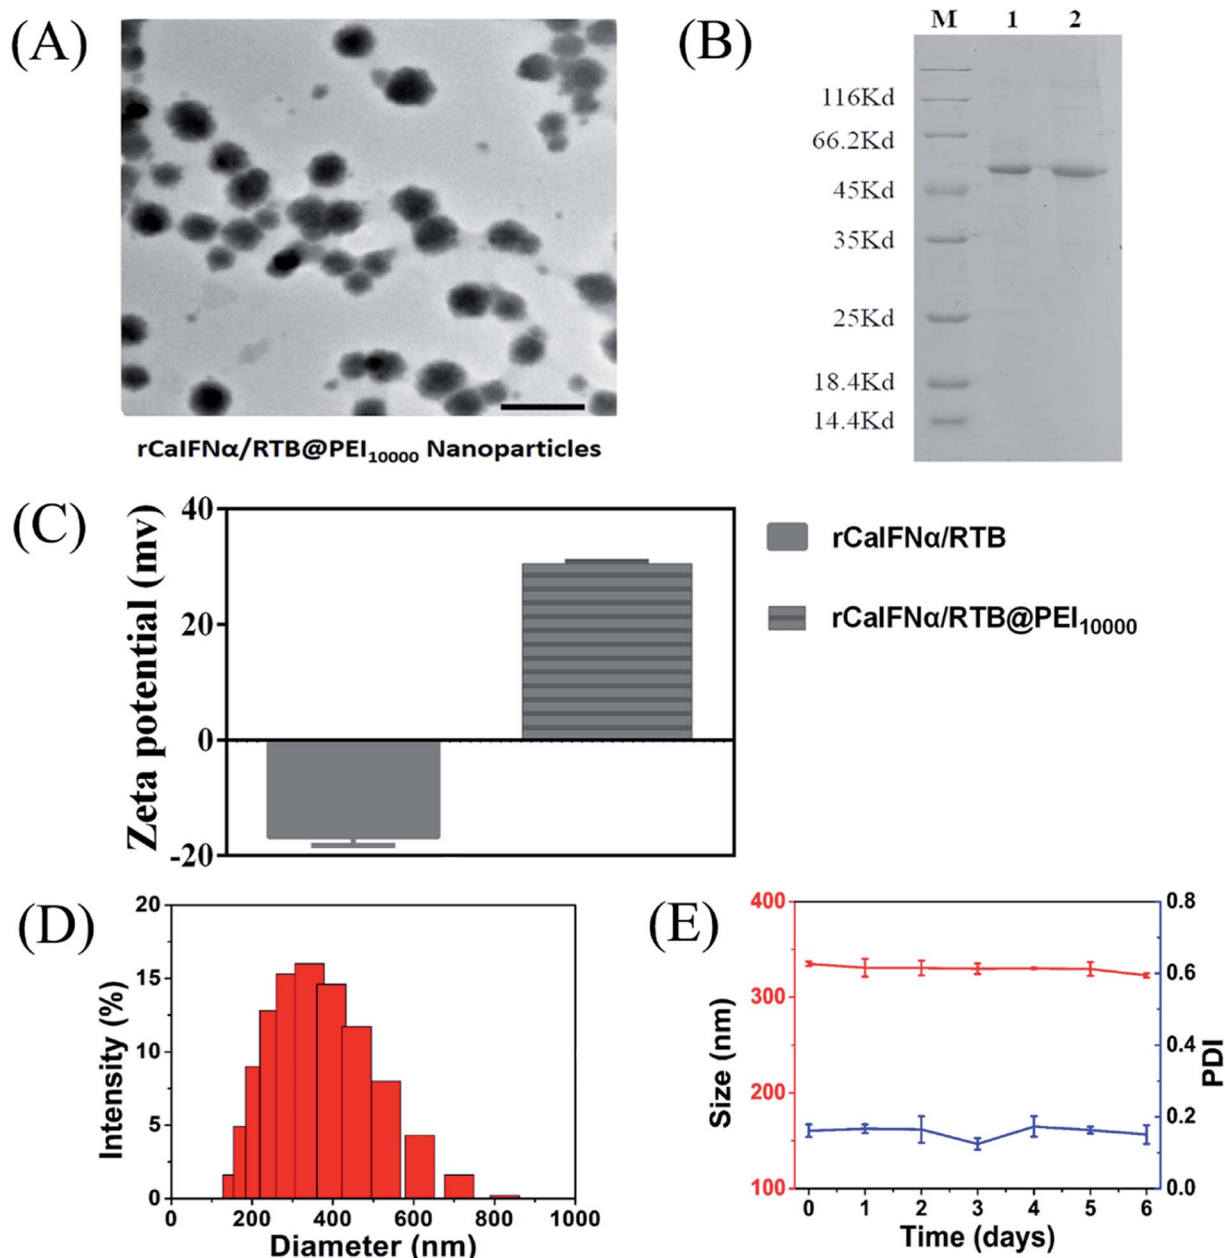 (A)
rCaIFNα/RTB@PEI10000 Nanoparticles
(B)
M 1 2
116Kd
66.2Kd
45Kd
35Kd
25Kd
18.4Kd
14.4Kd
(C)
Zeta potential (mv)
40
20
0
-20
rCaIFNα/RTB
rCaIFNα/RTB@PEI10000
(D)
Intensity (%)
20
15
10
5
0
0 200 400 600 800 1000
Diameter (nm)
(E)
Size (nm)
400
300
200
100
0.8
0.6
0.4
0.2
0.0
PDI
0 1 2 3 4 5 6
Time (days)